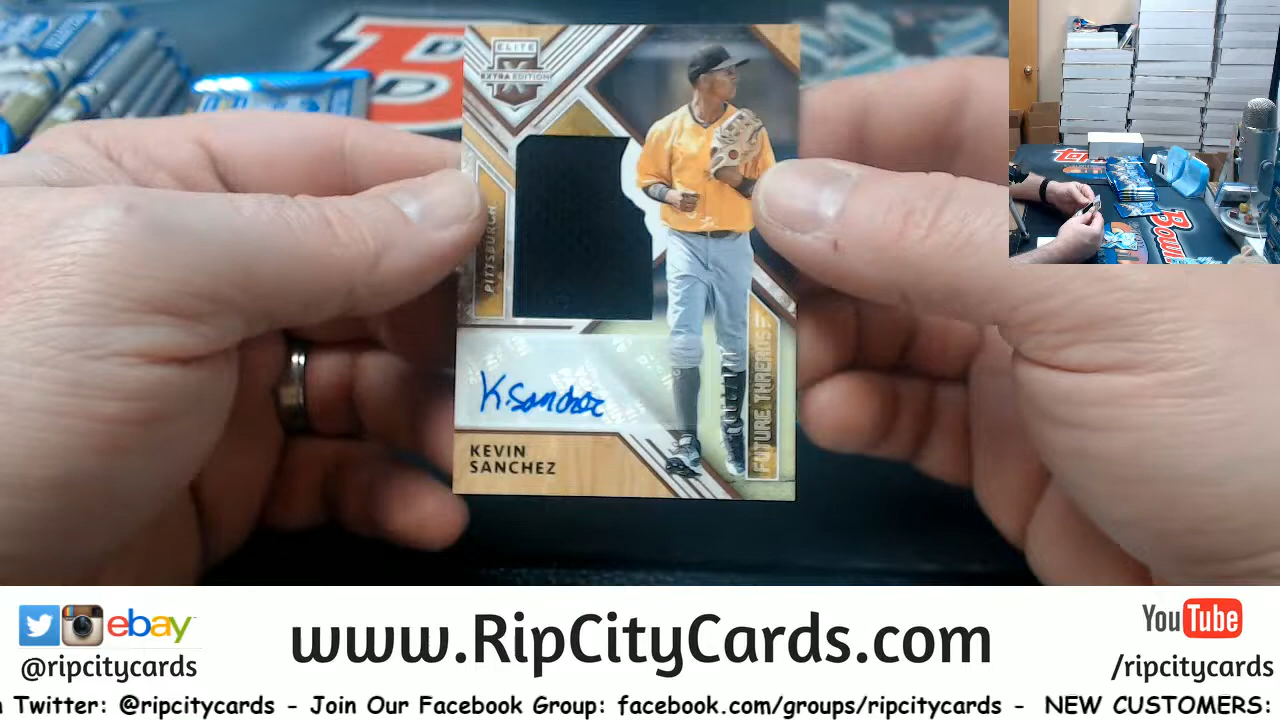 ELITE
EXTRA EDITION
PITTSBURGH
K. Sanchez
KEVIN
SANCHEZ
FUTURE THREADS
ebay
@ripcitycards
www.RipCityCards.com
YouTube
/ripcitycards
Twitter: @ripcitycards - Join Our Facebook Group: facebook.com/groups/ripcitycards - NEW CUSTOMERS: